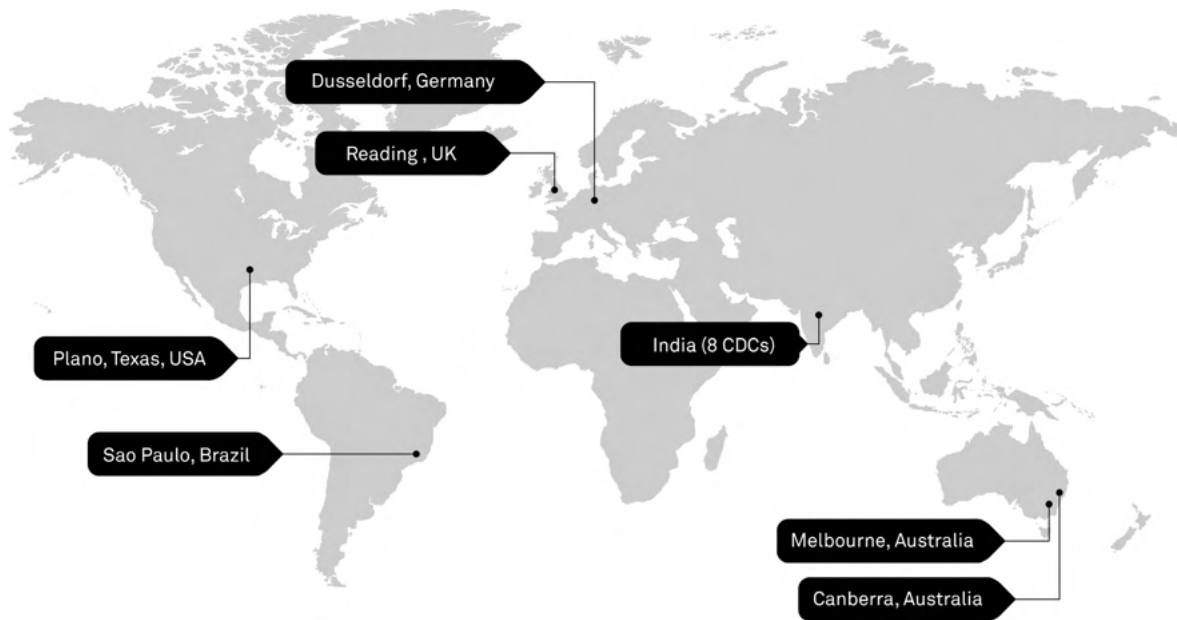 Dusseldorf, Germany
Reading , UK
Plano, Texas, USA
India (8 CDCs)
Sao Paulo, Brazil
Melbourne, Australia
Canberra, Australia